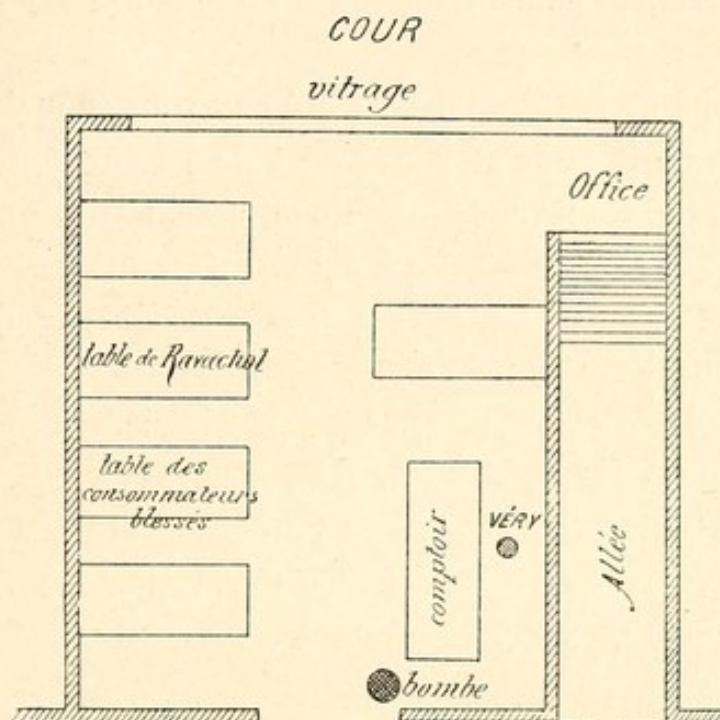 COUR
vitrage
Office
table de Ravachol
table des
consommateurs
blessés
comptoir
VÉRY
Allée
bombe